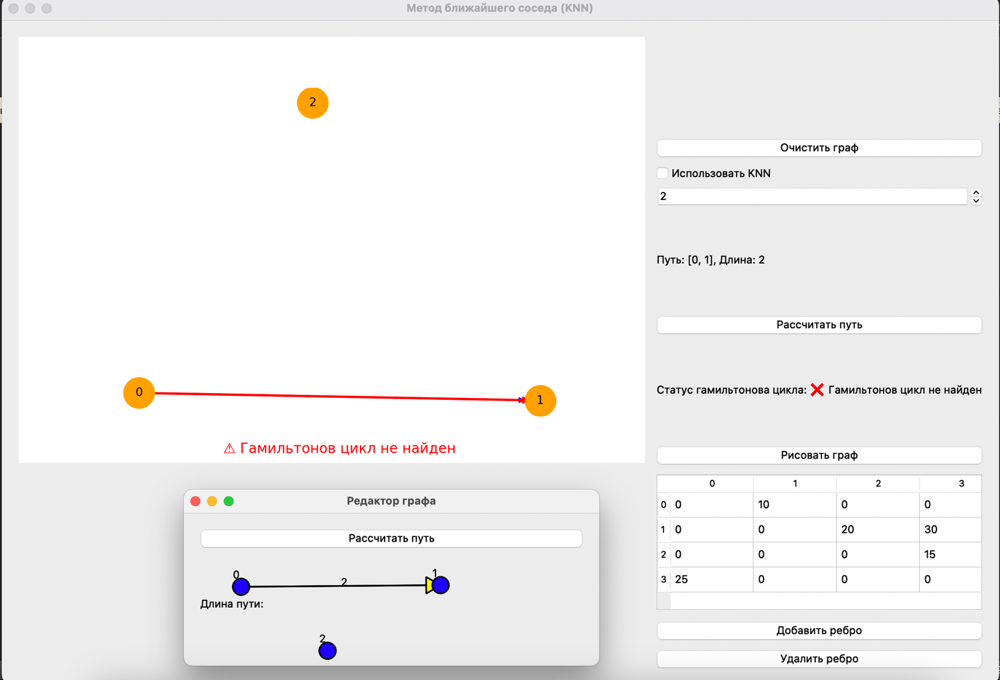 Метод ближайшего соседа (KNN)
2
0
1
⚠ Гамильтонов цикл не найден
Очистить граф
Использовать KNN
2
Путь: [0, 1], Длина: 2
Рассчитать путь
Статус гамильтонова цикла: ❌ Гамильтонов цикл не найден
Рисовать граф
0 1 2 3
0 0 10 0 0
1 0 0 20 30
2 0 0 0 15
3 25 0 0 0
Добавить ребро
Удалить ребро
Редактор графа
Рассчитать путь
0 2 1
Длина пути:
2